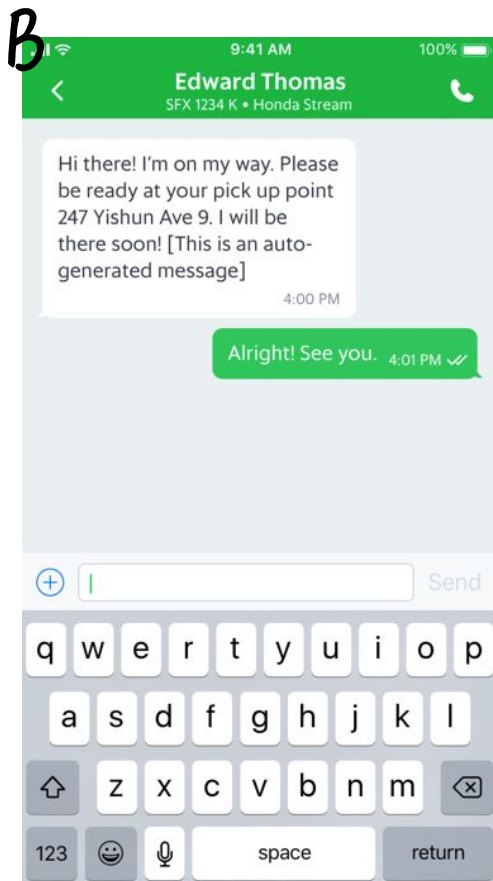 B
9:41 AM 100%
Edward Thomas
SFX 1234 K • Honda Stream
Hi there! I'm on my way. Please
be ready at your pick up point
247 Yishun Ave 9. I will be
there soon! [This is an auto-
generated message]
4:00 PM
Alright! See you. 4:01 PM
Send
q w e r t y u i o p
a s d f g h j k l
z x c v b n m
123 space return